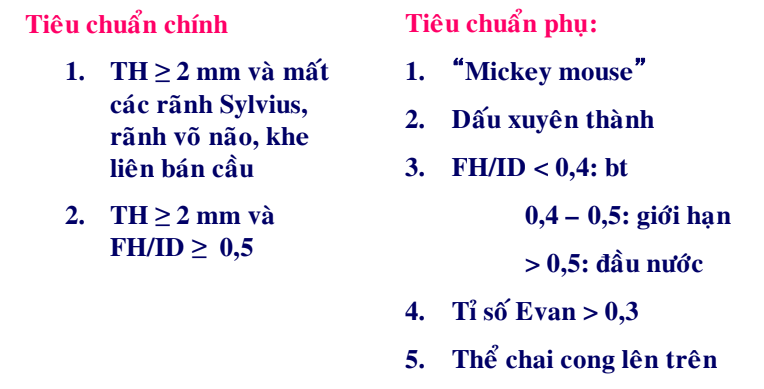 Tiêu chuẩn chính
1. TH ≥ 2 mm và mất
các rãnh Sylvius,
rãnh võ não, khe
liên bán cầu
2. TH ≥ 2 mm và
FH/ID ≥ 0,5
Tiêu chuẩn phụ:
1. “Mickey mouse”
2. Dấu xuyên thành
3. FH/ID < 0,4: bt
0,4 – 0,5: giới hạn
> 0,5: đầu nước
4. Tỉ số Evan > 0,3
5. Thể chai cong lên trên